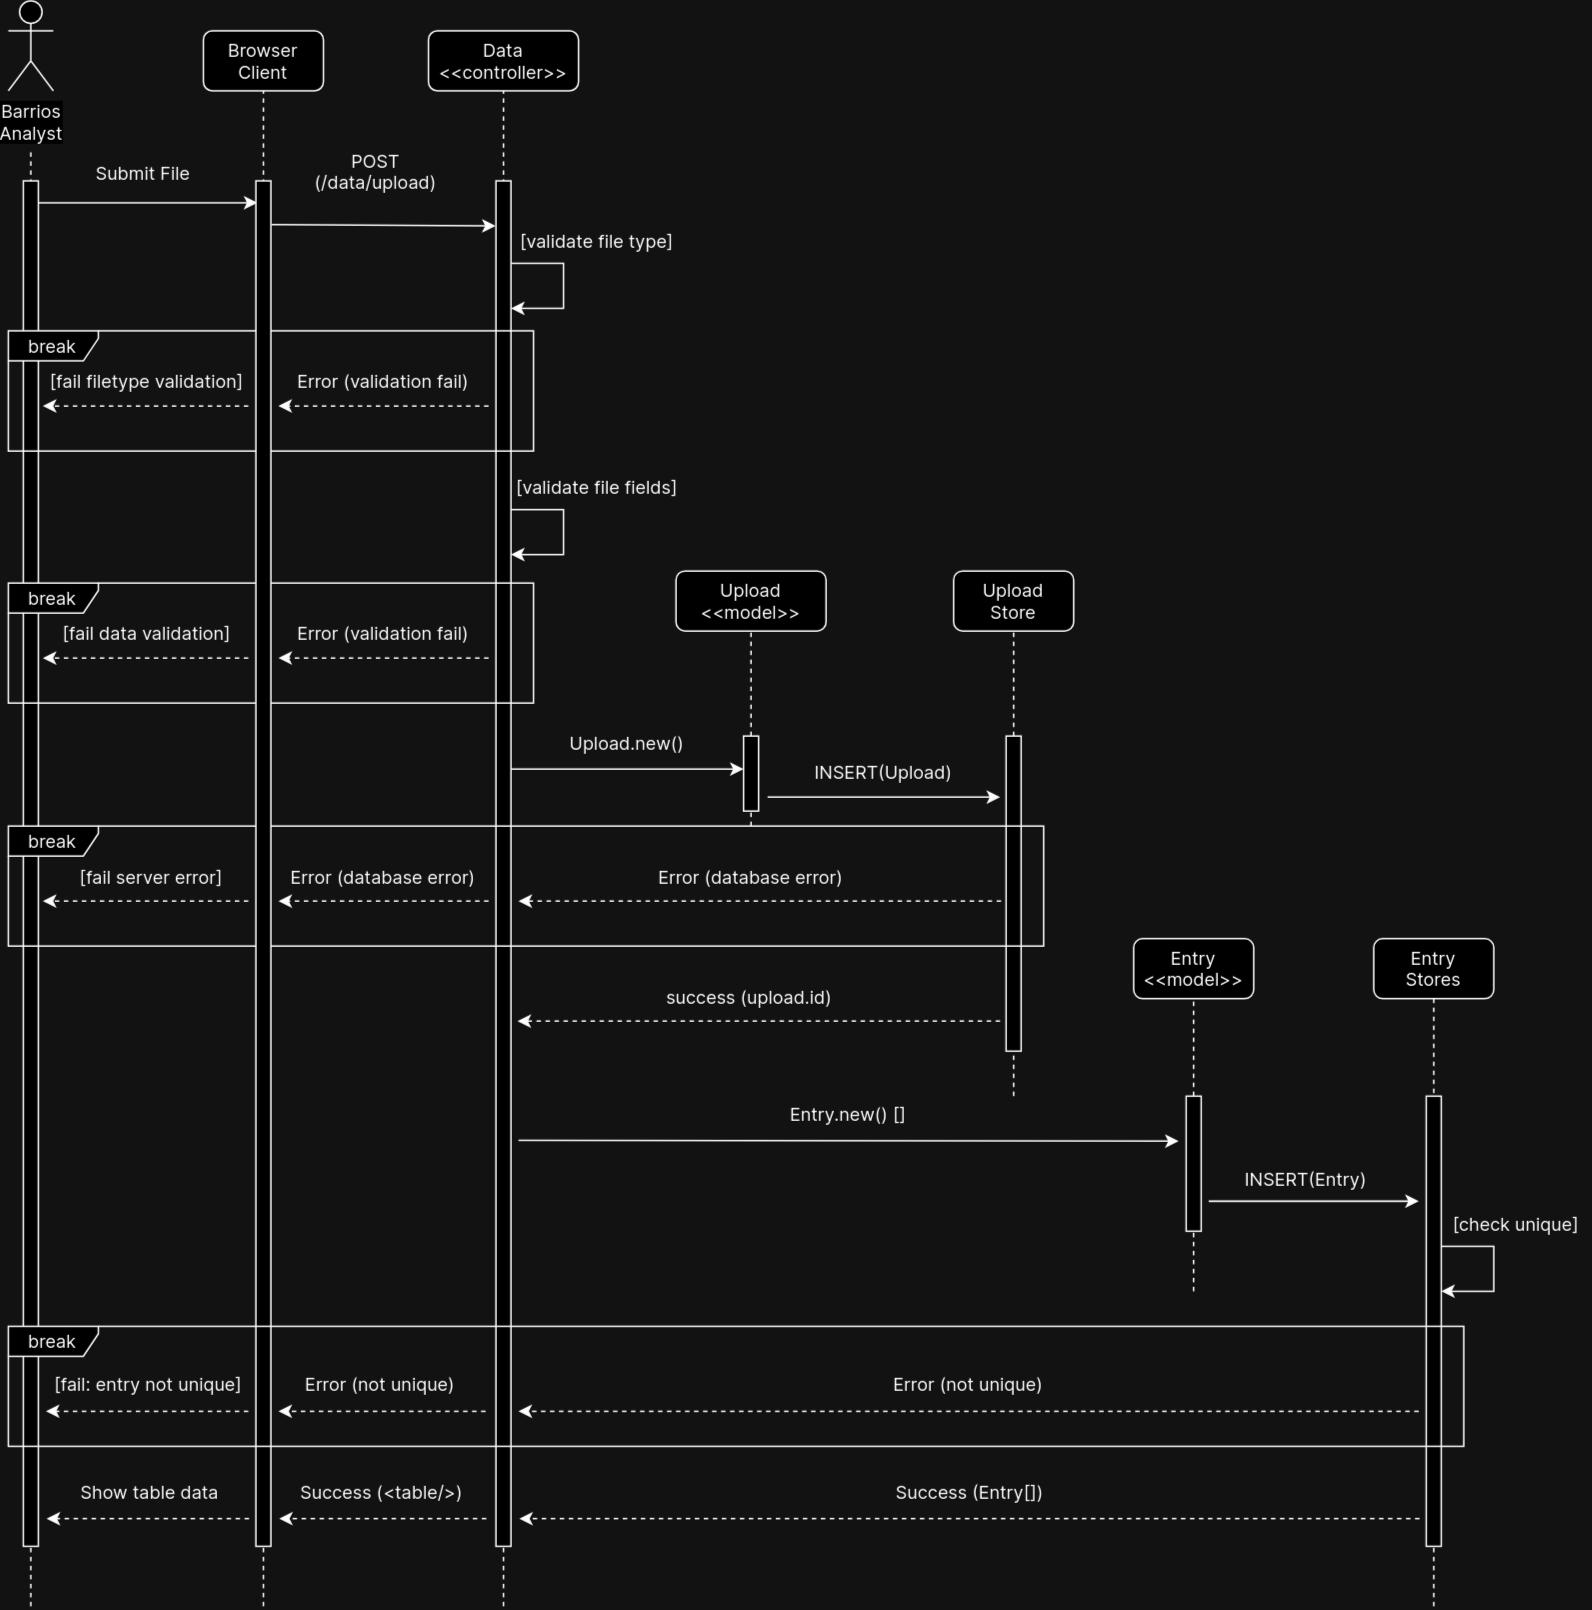 Barrios
Analyst
Browser
Client
Data
<<controller>>
Submit File
POST
(/data/upload)
[validate file type]
break
[fail filetype validation]
Error (validation fail)
[validate file fields]
Upload
<<model>>
Upload
Store
break
[fail data validation]
Error (validation fail)
Upload.new()
INSERT(Upload)
break
[fail server error]
Error (database error)
Error (database error)
Entry
<<model>>
Entry
Stores
success (upload.id)
Entry.new() []
INSERT(Entry)
[check unique]
break
[fail: entry not unique]
Error (not unique)
Error (not unique)
Show table data
Success (<table/>)
Success (Entry[])